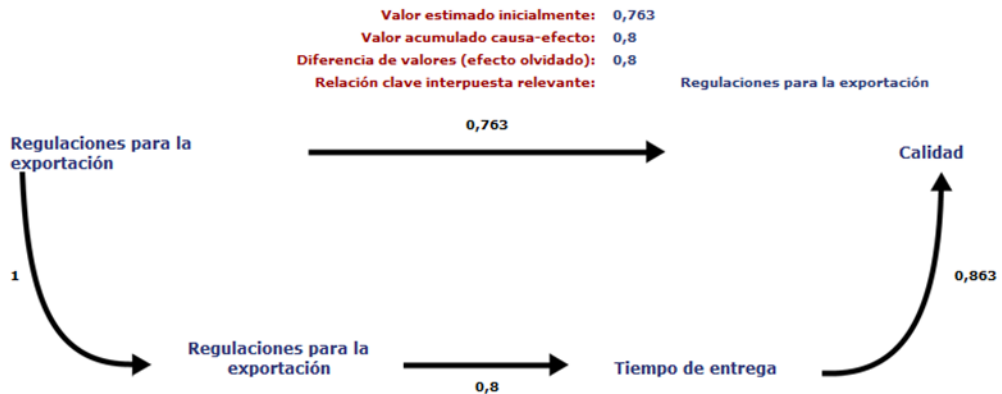 Valor estimado inicialmente: 0,763
Valor acumulado causa-efecto: 0,8
Diferencia de valores (efecto olvidado): 0,8
Relación clave interpuesta relevante: Regulaciones para la exportación
0,763
Regulaciones para la
exportación
Calidad
1
0,863
Regulaciones para la
exportación
Tiempo de entrega
0,8